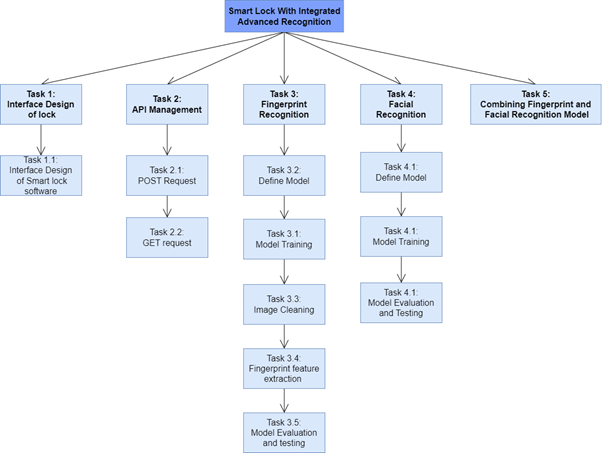 Smart Lock With Integrated
Advanced Recognition
Task 1:
Interface Design
of lock
Task 2:
API Management
Task 3:
Fingerprint
Recognition
Task 4:
Facial
Recognition
Task 5:
Combining Fingerprint and
Facial Recognition Model
Task 1.1:
Interface Design
of Smart lock
software
Task 2.1:
POST Request
Task 2.2:
GET request
Task 3.2:
Define Model
Task 3.1:
Model Training
Task 3.3:
Image Cleaning
Task 3.4:
Fingerprint feature
extraction
Task 3.5:
Model Evaluation
and testing
Task 4.1:
Define Model
Task 4.1:
Model Training
Task 4.1:
Model Evaluation
and Testing